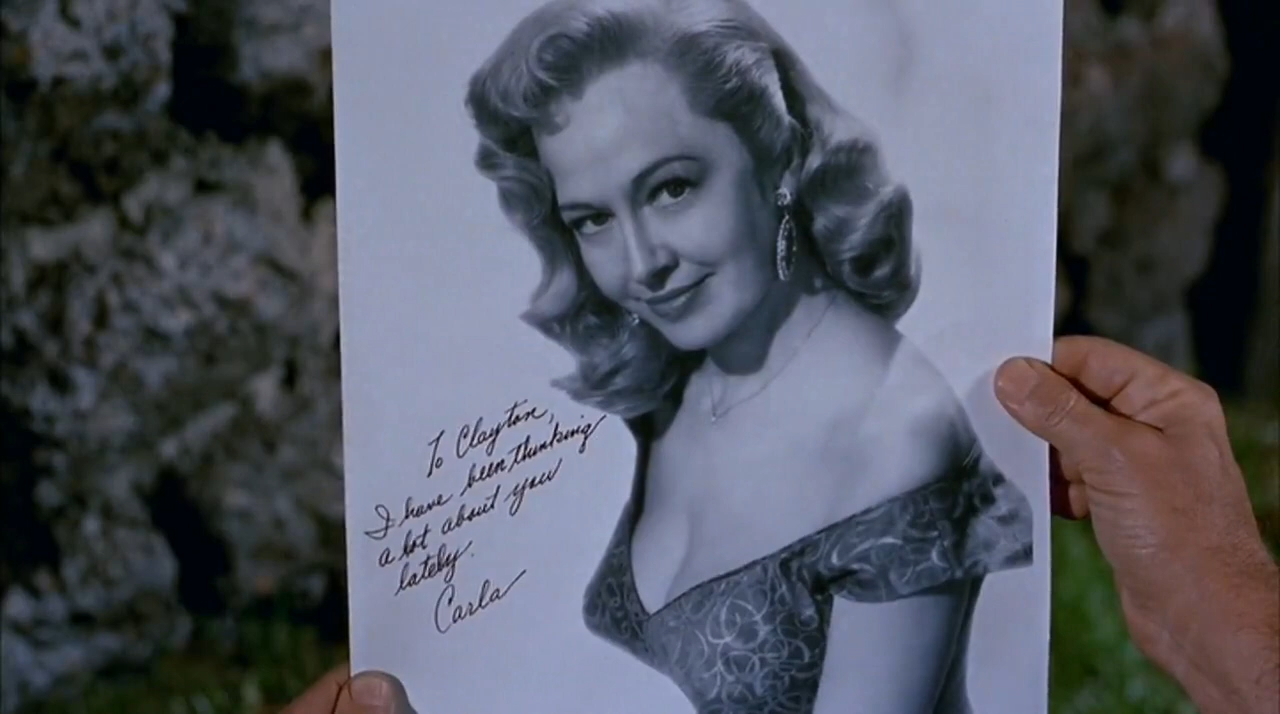 To Clayton,
I have been thinking
a lot about you
lately.
Carla